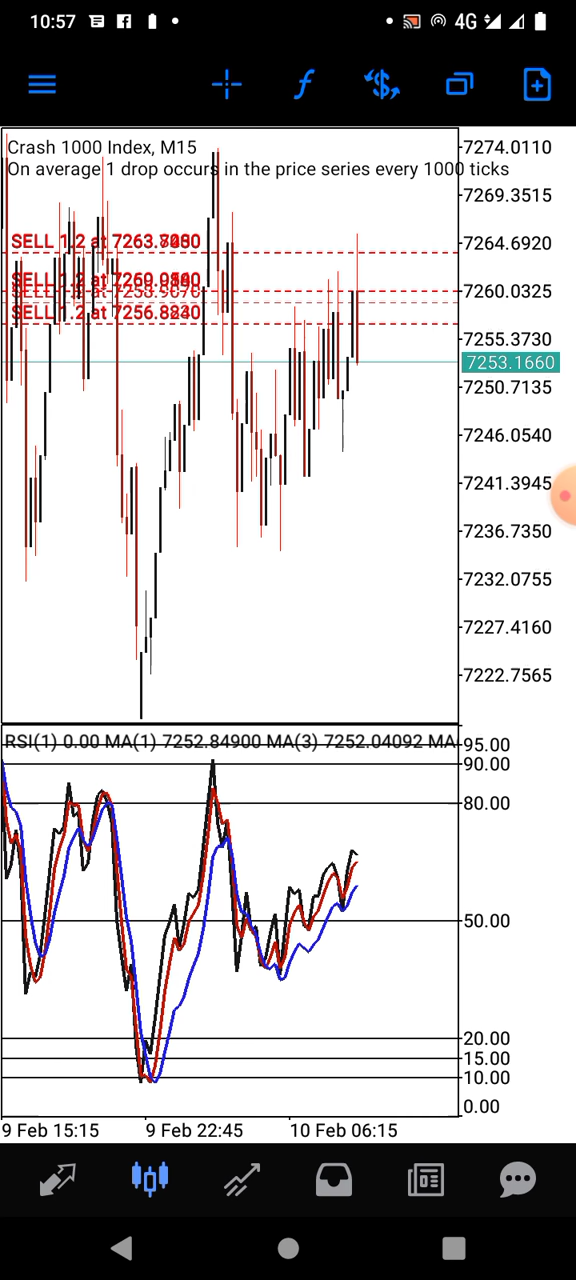 10:57
4G
Crash 1000 Index, M15
On average 1 drop occurs in the price series every 1000 ticks
7274.0110
7269.3515
7264.6920
7260.0325
7255.3730
7253.1660
7250.7135
7246.0540
7241.3945
7236.7350
7232.0755
7227.4160
7222.7565
SELL 1.2 at
SELL 1.2 at
SELL 1.2 at
SELL 1.2 at
RSI(1) 0.00 MA(1) 7252.84900 MA(3) 7252.04092 MA
95.00
90.00
80.00
50.00
20.00
15.00
10.00
0.00
9 Feb 15:15 9 Feb 22:45 10 Feb 06:15